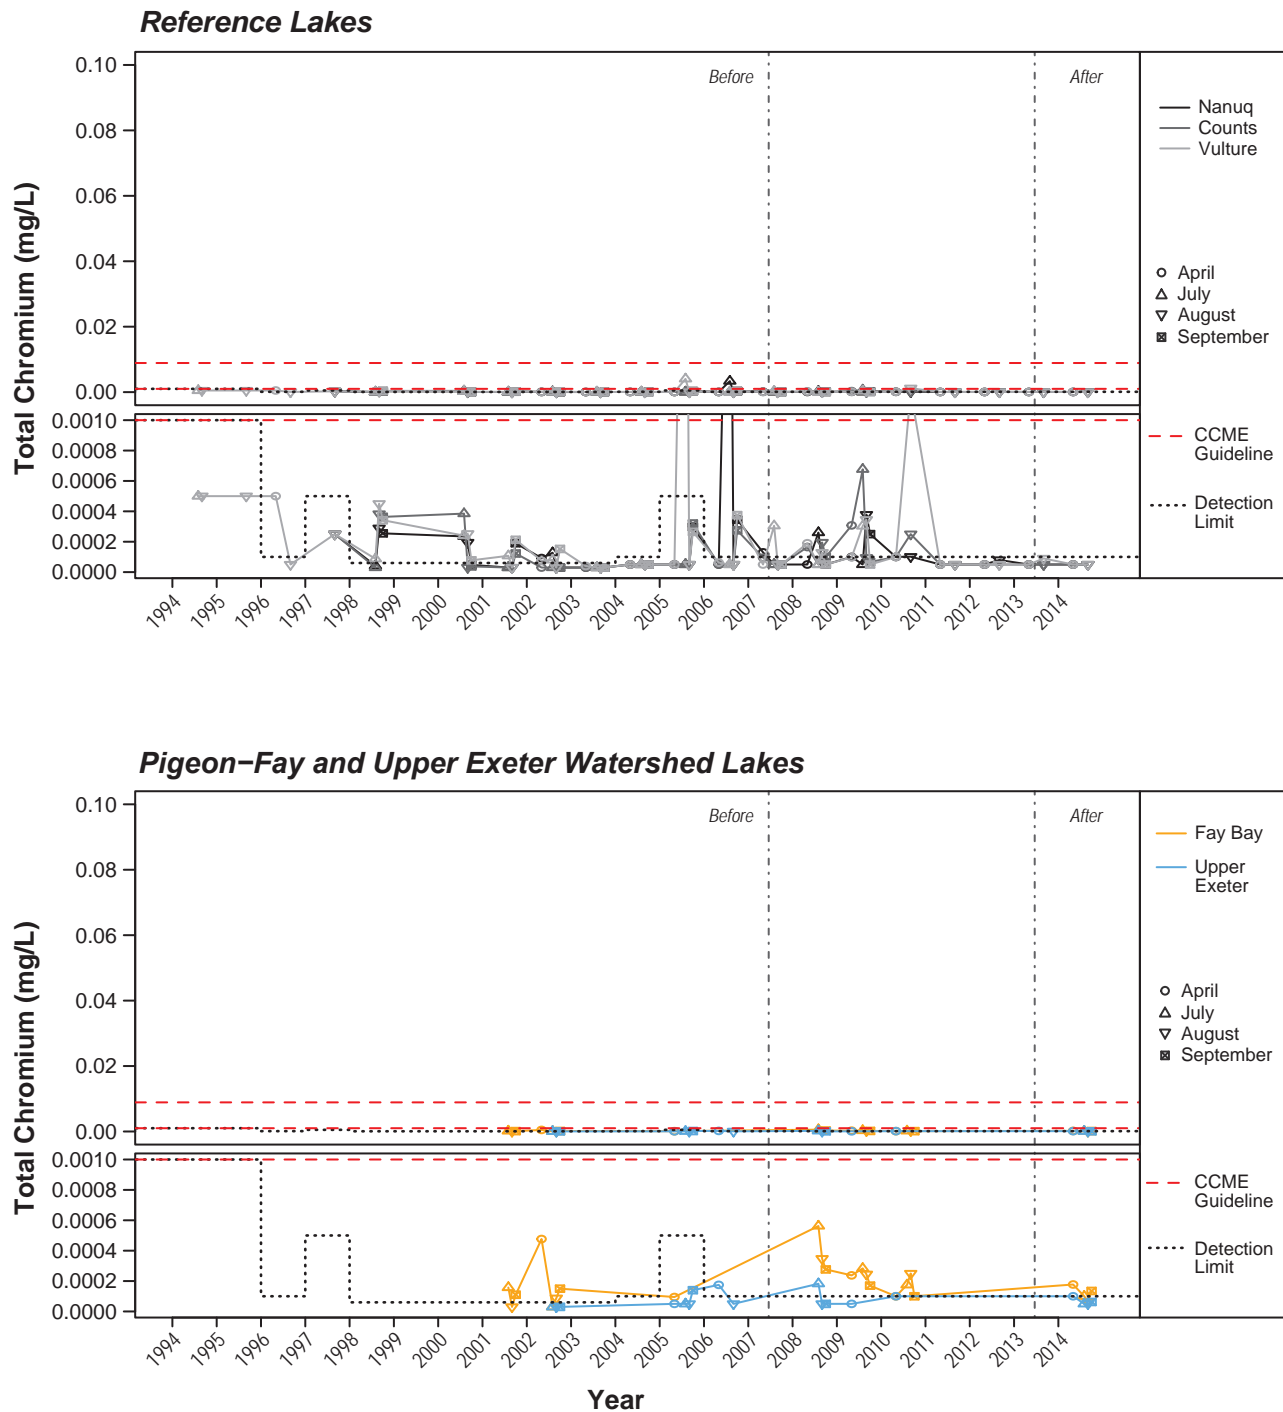 Reference Lakes
Total Chromium (mg/L)
0.10
0.08
0.06
0.04
0.02
0.00
0.0010
0.0008
0.0006
0.0004
0.0002
0.0000
Before
After
Nanuq
Counts
Vulture
April
July
August
September
CCME
Guideline
Detection
Limit
1994
1995
1996
1997
1998
1999
2000
2001
2002
2003
2004
2005
2006
2007
2008
2009
2010
2011
2012
2013
2014
Pigeon−Fay and Upper Exeter Watershed Lakes
Total Chromium (mg/L)
0.10
0.08
0.06
0.04
0.02
0.00
0.0010
0.0008
0.0006
0.0004
0.0002
0.0000
Before
After
Fay Bay
Upper
Exeter
April
July
August
September
CCME
Guideline
Detection
Limit
1994
1995
1996
1997
1998
1999
2000
2001
2002
2003
2004
2005
2006
2007
2008
2009
2010
2011
2012
2013
2014
Year